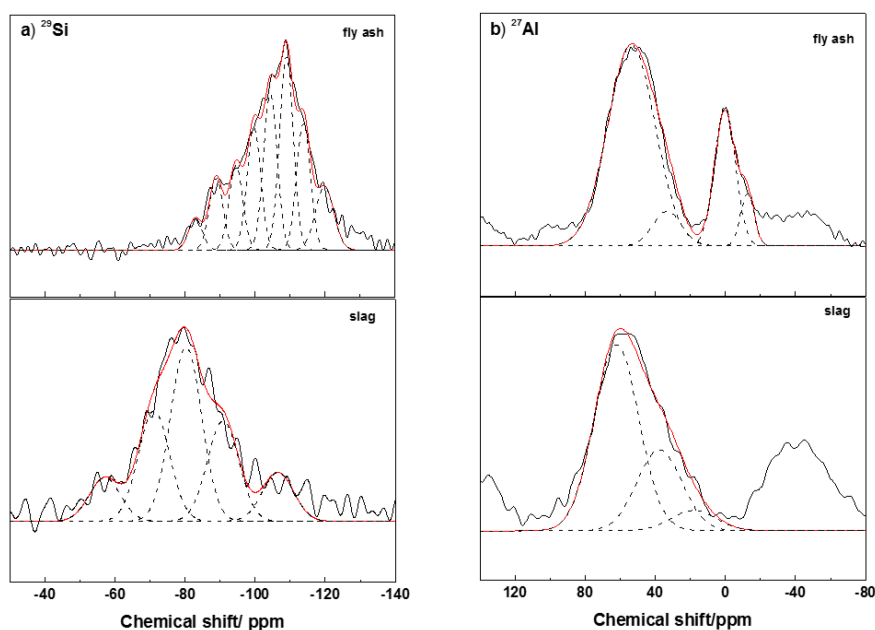 a) ²⁹Si
fly ash
slag
-40 -60 -80 -100 -120 -140
Chemical shift/ ppm
b) ²⁷Al
fly ash
slag
120 80 40 0 -40 -80
Chemical shift/ppm